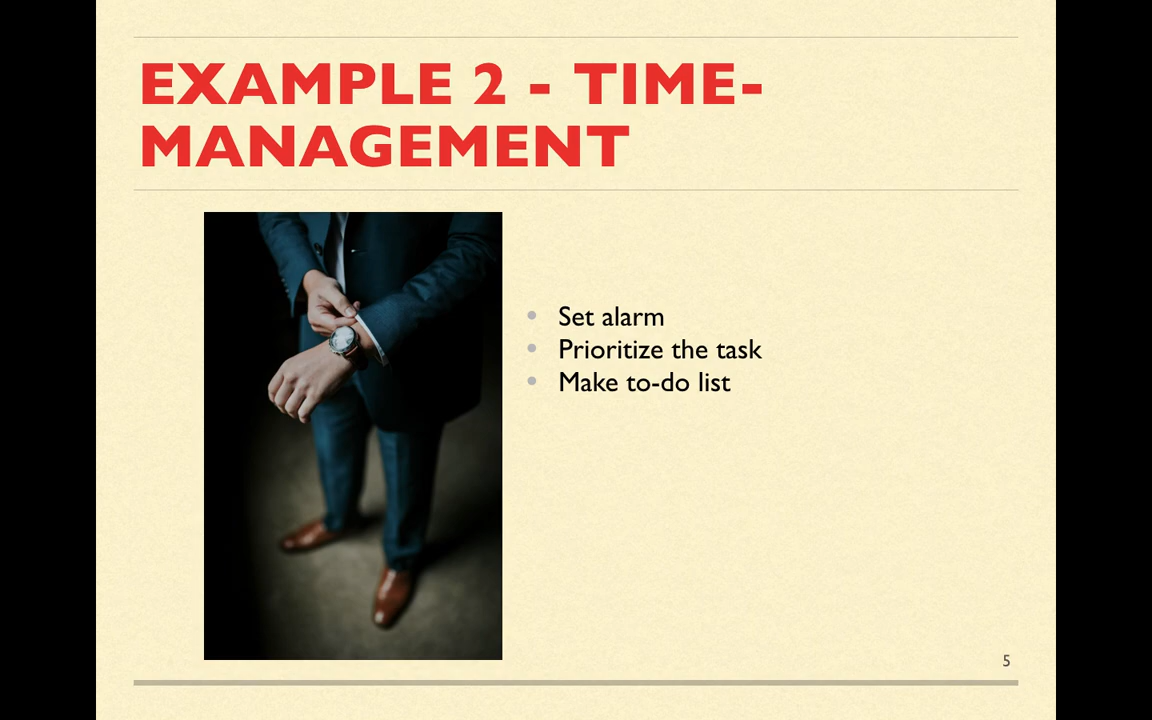 EXAMPLE 2 - TIME-
MANAGEMENT
• Set alarm
• Prioritize the task
• Make to-do list
5